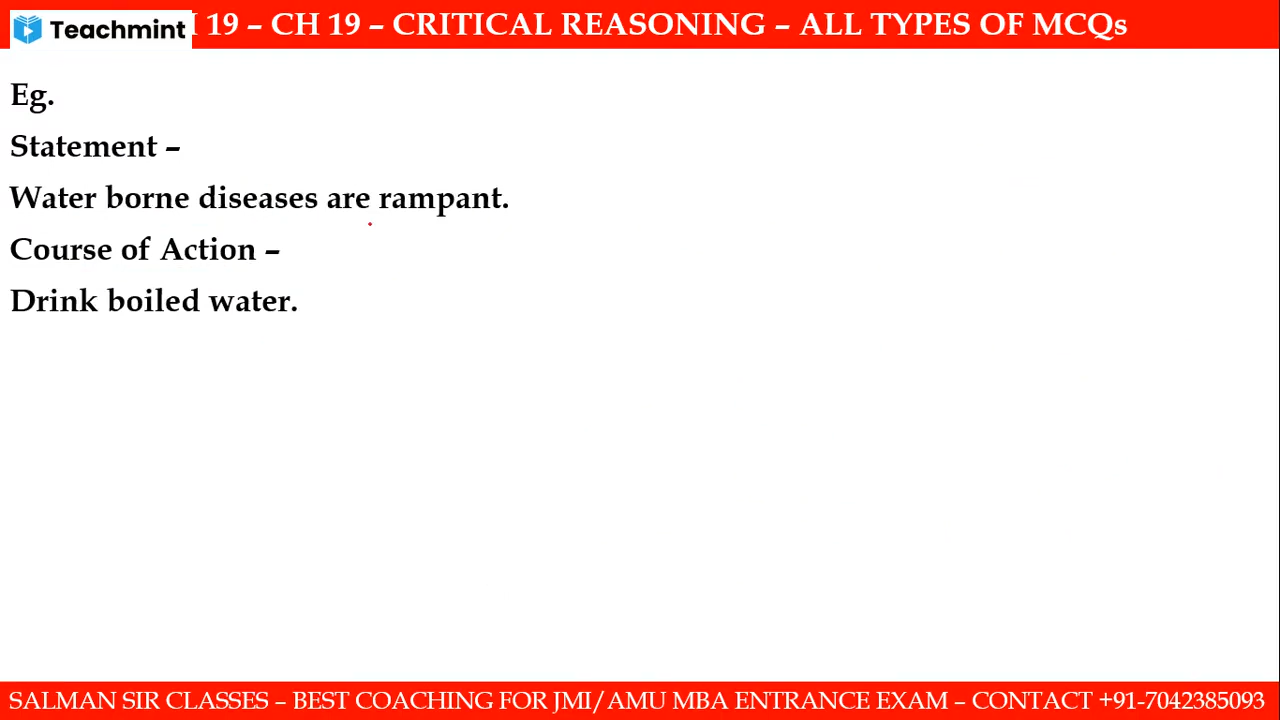 Teachmint 19 – CH 19 – CRITICAL REASONING – ALL TYPES OF MCQs
Eg.
Statement –
Water borne diseases are rampant.
Course of Action –
Drink boiled water.
SALMAN SIR CLASSES – BEST COACHING FOR JMI/AMU MBA ENTRANCE EXAM – CONTACT +91-7042385093